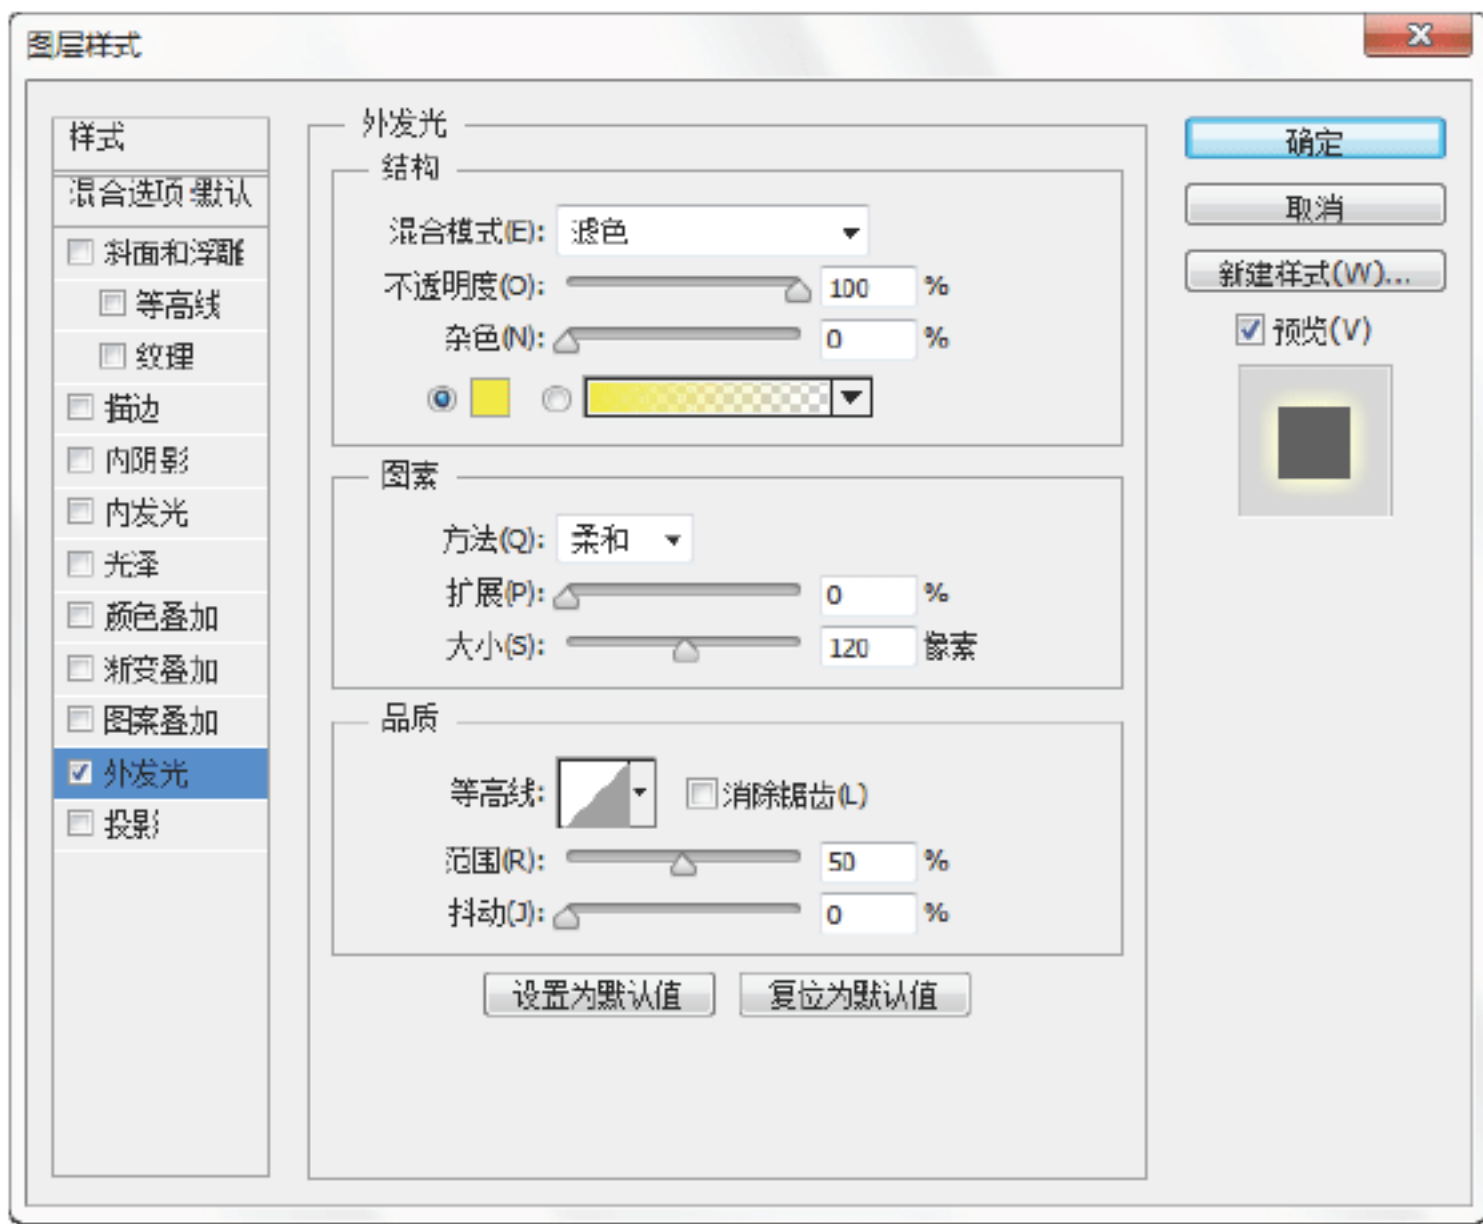 图层样式
样式
混合选项:默认
斜面和浮雕
等高线
纹理
描边
内阴影
内发光
光泽
颜色叠加
渐变叠加
图案叠加
外发光
投影
外发光
结构
混合模式(E): 滤色
不透明度(O): 100 %
杂色(N): 0 %
图素
方法(Q): 柔和
扩展(P): 0 %
大小(S): 120 像素
品质
等高线: 消除锯齿(L)
范围(R): 50 %
抖动(J): 0 %
设置为默认值 复位为默认值
确定
取消
新建样式(W)...
预览(V)